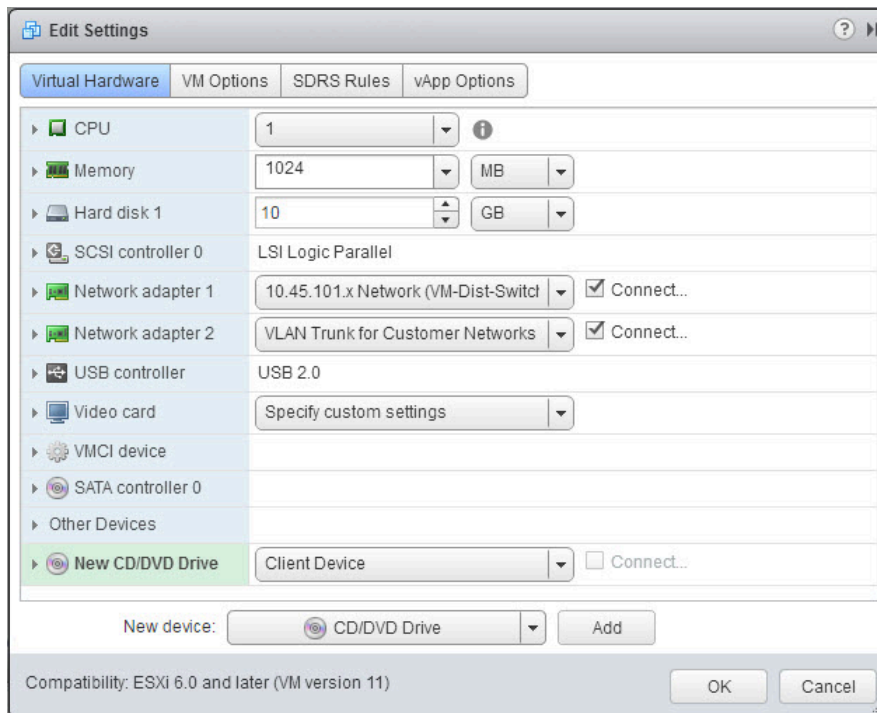 Edit Settings
Virtual Hardware VM Options SDRS Rules vApp Options
CPU 1
Memory 1024 MB
Hard disk 1 10 GB
SCSI controller 0 LSI Logic Parallel
Network adapter 1 10.45.101.x Network (VM-Dist-Switch Connect...
Network adapter 2 VLAN Trunk for Customer Networks Connect...
USB controller USB 2.0
Video card Specify custom settings
VMCI device
SATA controller 0
Other Devices
New CD/DVD Drive Client Device Connect...
New device: CD/DVD Drive Add
Compatibility: ESXi 6.0 and later (VM version 11) OK Cancel